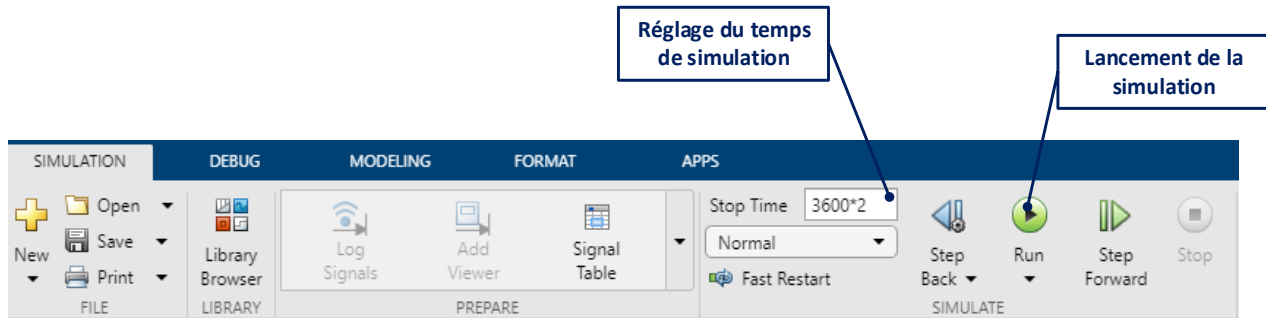 Réglage du temps
de simulation
Lancement de la
simulation
SIMULATION DEBUG MODELING FORMAT APPS
New
Open
Save
Print
FILE
Library
Browser
LIBRARY
Log
Signals
Add
Viewer
Signal
Table
PREPARE
Stop Time 3600*2
Normal
Fast Restart
Step
Back
Run
Step
Forward
Stop
SIMULATE